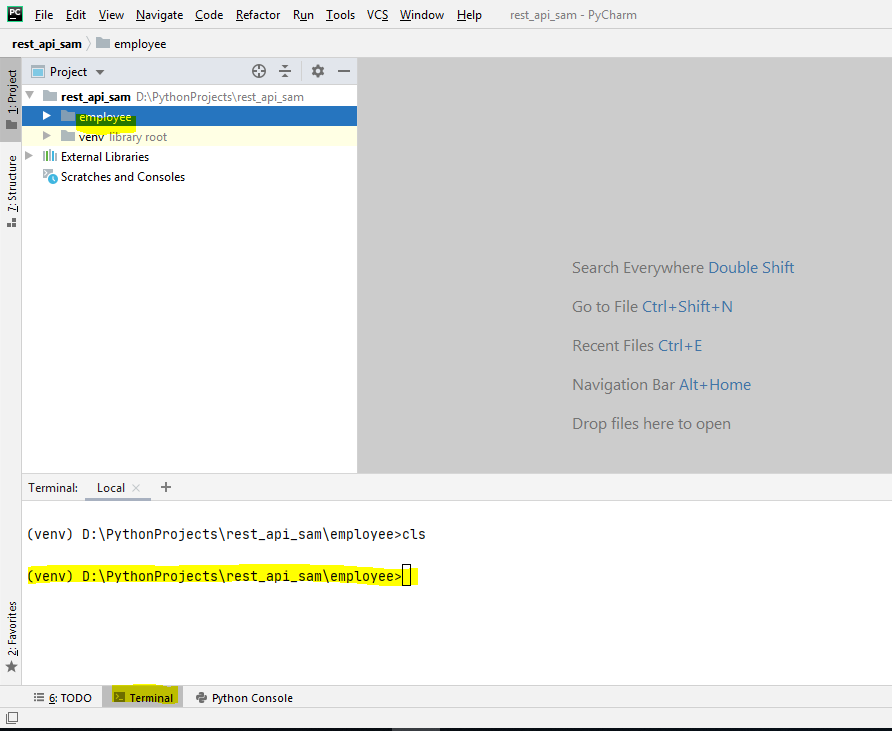 PC File Edit View Navigate Code Refactor Run Tools VCS Window Help rest_api_sam - PyCharm
rest_api_sam employee
1: Project
Project
rest_api_sam D:\PythonProjects\rest_api_sam
employee
venv library root
External Libraries
Scratches and Consoles
7: Structure
Search Everywhere Double Shift
Go to File Ctrl+Shift+N
Recent Files Ctrl+E
Navigation Bar Alt+Home
Drop files here to open
Terminal: Local
(venv) D:\PythonProjects\rest_api_sam\employee>cls
(venv) D:\PythonProjects\rest_api_sam\employee>
2: Favorites
6: TODO Terminal Python Console